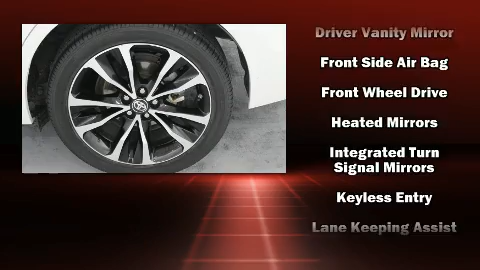 Driver Vanity Mirror
Front Side Air Bag
Front Wheel Drive
Heated Mirrors
Integrated Turn
Signal Mirrors
Keyless Entry
Lane Keeping Assist